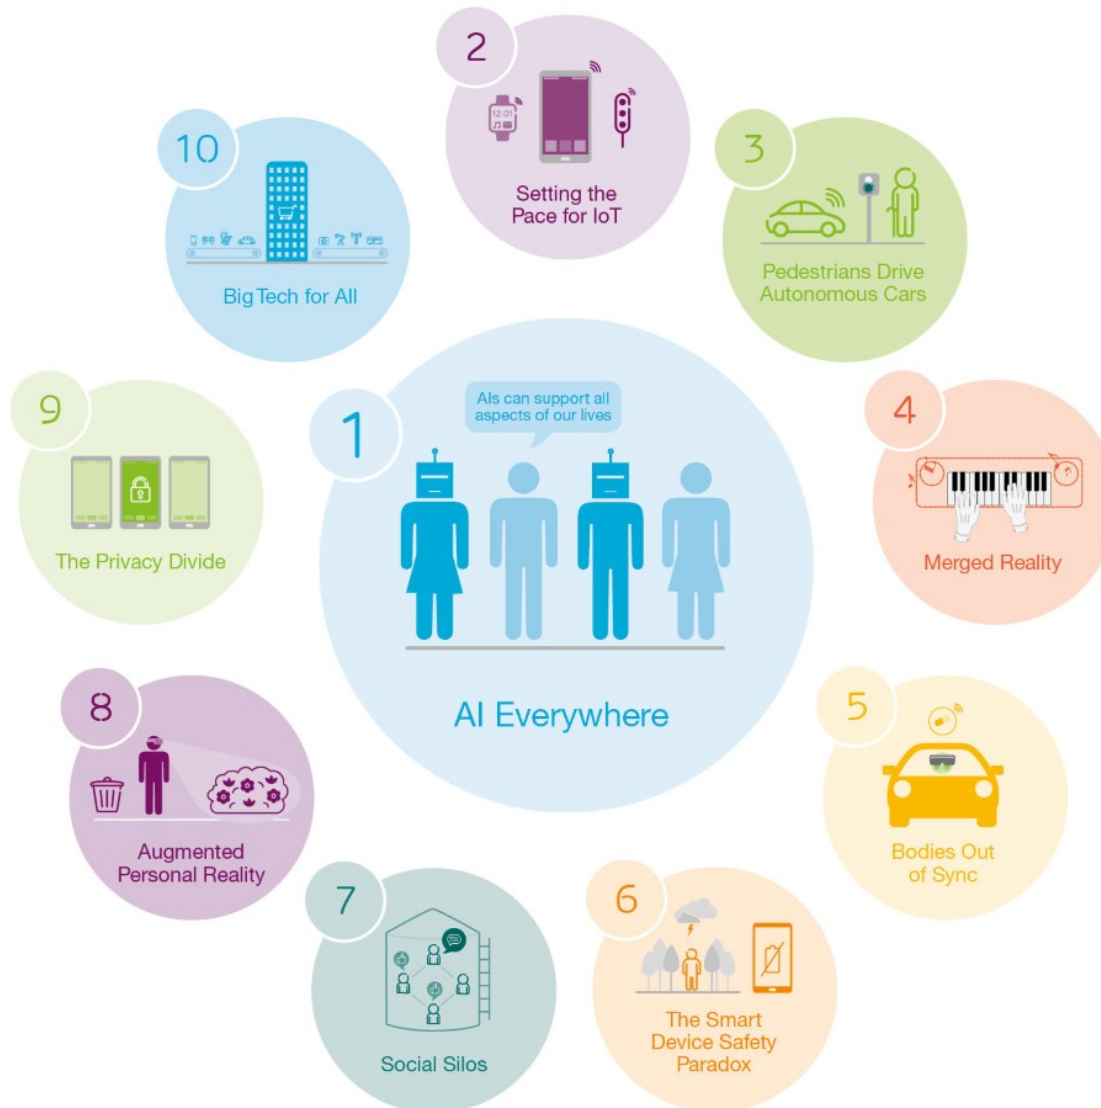 1
AIs can support all
aspects of our lives
AI Everywhere
2
12:01
Setting the
Pace for IoT
3
Pedestrians Drive
Autonomous Cars
4
Merged Reality
5
Bodies Out
of Sync
6
The Smart
Device Safety
Paradox
7
Social Silos
8
Augmented
Personal Reality
9
The Privacy Divide
10
Big Tech for All